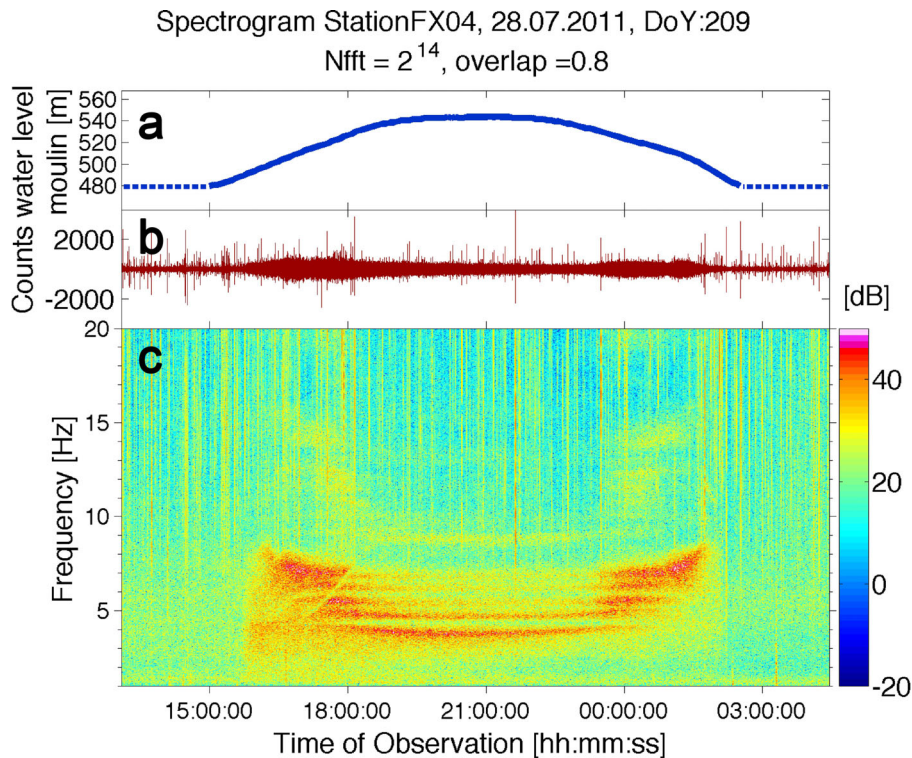 Spectrogram StationFX04, 28.07.2011, DoY:209
Nfft = 2^14, overlap =0.8
Counts water level
moulin [m]
a
560
540
520
500
480
b
2000
-2000
[dB]
c
20
15
10
5
Frequency [Hz]
40
20
0
-20
15:00:00 18:00:00 21:00:00 00:00:00 03:00:00
Time of Observation [hh:mm:ss]